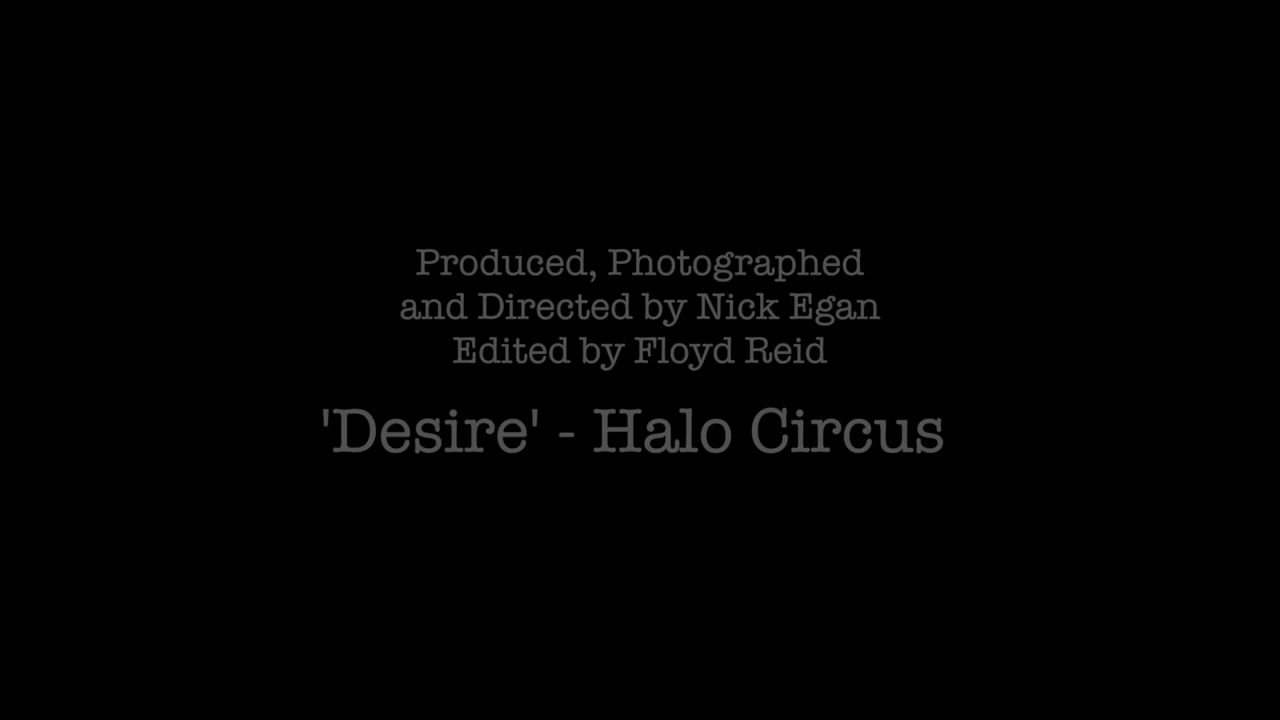 Produced, Photographed
and Directed by Nick Egan
Edited by Floyd Reid
'Desire' - Halo Circus